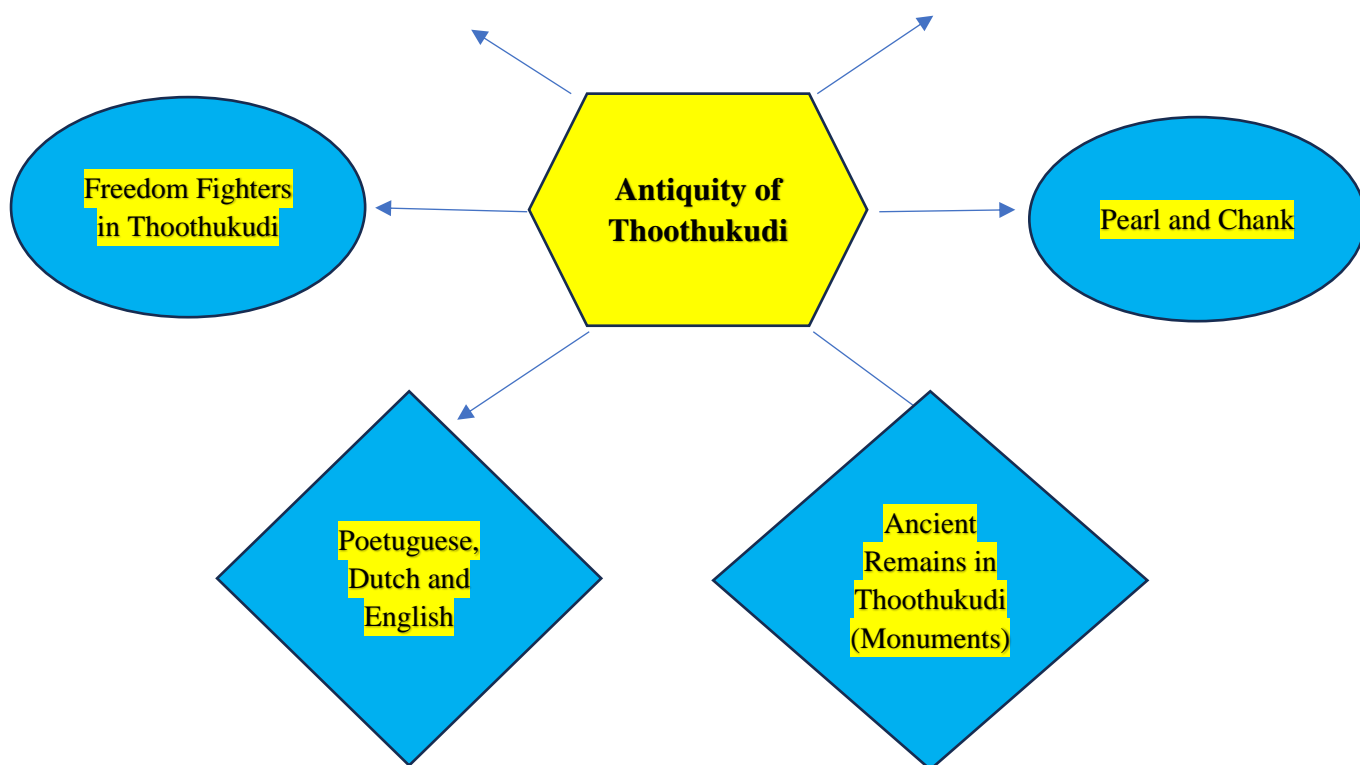 Antiquity of
Thoothukudi
Freedom Fighters
in Thoothukudi
Pearl and Chank
Poetuguese,
Dutch and
English
Ancient
Remains in
Thoothukudi
(Monuments)